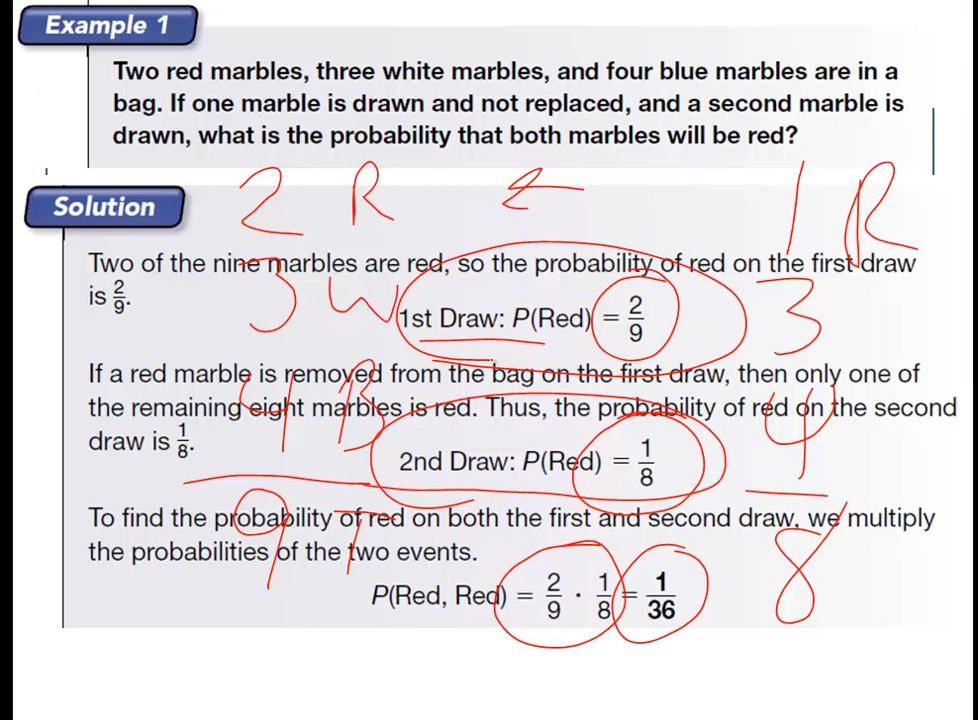 Example 1
Two red marbles, three white marbles, and four blue marbles are in a
bag. If one marble is drawn and not replaced, and a second marble is
drawn, what is the probability that both marbles will be red?
Solution
2 R 1 R
Two of the nine marbles are red, so the probability of red on the first draw
is 2/9.
3 W 3
1st Draw: P(Red) = 2/9
If a red marble is removed from the bag on the first draw, then only one of
the remaining eight marbles is red. Thus, the probability of red on the second
draw is 1/8.
4 B 4
2nd Draw: P(Red) = 1/8
To find the probability of red on both the first and second draw, we multiply
the probabilities of the two events.
9 T 8
P(Red, Red) = 2/9 · 1/8 = 1/36